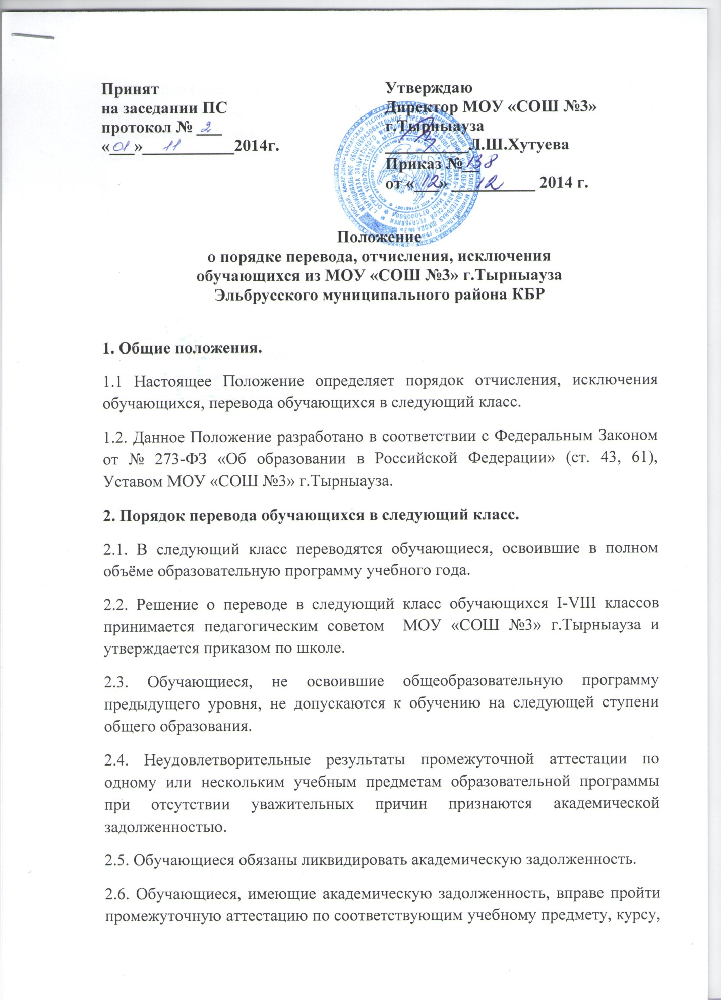 Принят
на заседании ПС
протокол № 2
«01» 11 2014г.
Утверждаю
Директор МОУ «СОШ №3»
г.Тырныауза
Л.Ш.Хутуева
Приказ № 138
от «12» 12 2014 г.
Положение
о порядке перевода, отчисления, исключения
обучающихся из МОУ «СОШ №3» г.Тырныауза
Эльбрусского муниципального района КБР
1. Общие положения.
1.1 Настоящее Положение определяет порядок отчисления, исключения
обучающихся, перевода обучающихся в следующий класс.
1.2. Данное Положение разработано в соответствии с Федеральным Законом
от № 273-ФЗ «Об образовании в Российской Федерации» (ст. 43, 61),
Уставом МОУ «СОШ №3» г.Тырныауза.
2. Порядок перевода обучающихся в следующий класс.
2.1. В следующий класс переводятся обучающиеся, освоившие в полном
объёме образовательную программу учебного года.
2.2. Решение о переводе в следующий класс обучающихся I-VIII классов
принимается педагогическим советом МОУ «СОШ №3» г.Тырныауза и
утверждается приказом по школе.
2.3. Обучающиеся, не освоившие общеобразовательную программу
предыдущего уровня, не допускаются к обучению на следующей ступени
общего образования.
2.4. Неудовлетворительные результаты промежуточной аттестации по
одному или нескольким учебным предметам образовательной программы
при отсутствии уважительных причин признаются академической
задолженностью.
2.5. Обучающиеся обязаны ликвидировать академическую задолженность.
2.6. Обучающиеся, имеющие академическую задолженность, вправе пройти
промежуточную аттестацию по соответствующим учебному предмету, курсу,